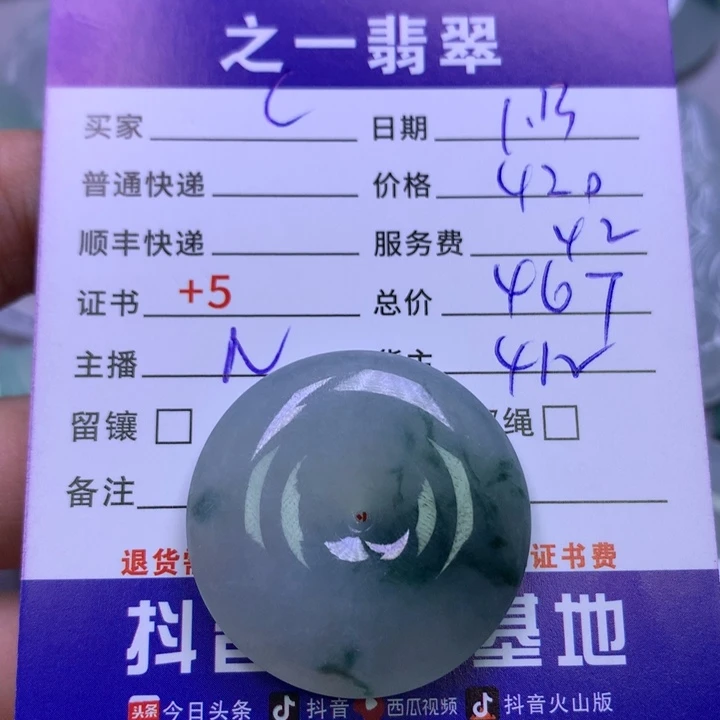 之一翡翠
买家 C 日期 1.13
普通快递 价格 420
顺丰快递 服务费 42
证书 +5 总价 467
主播 N 412
留镶 绳
备注
退货 证书费
抖音 基地
头条 今日头条 抖音 西瓜视频 抖音火山版